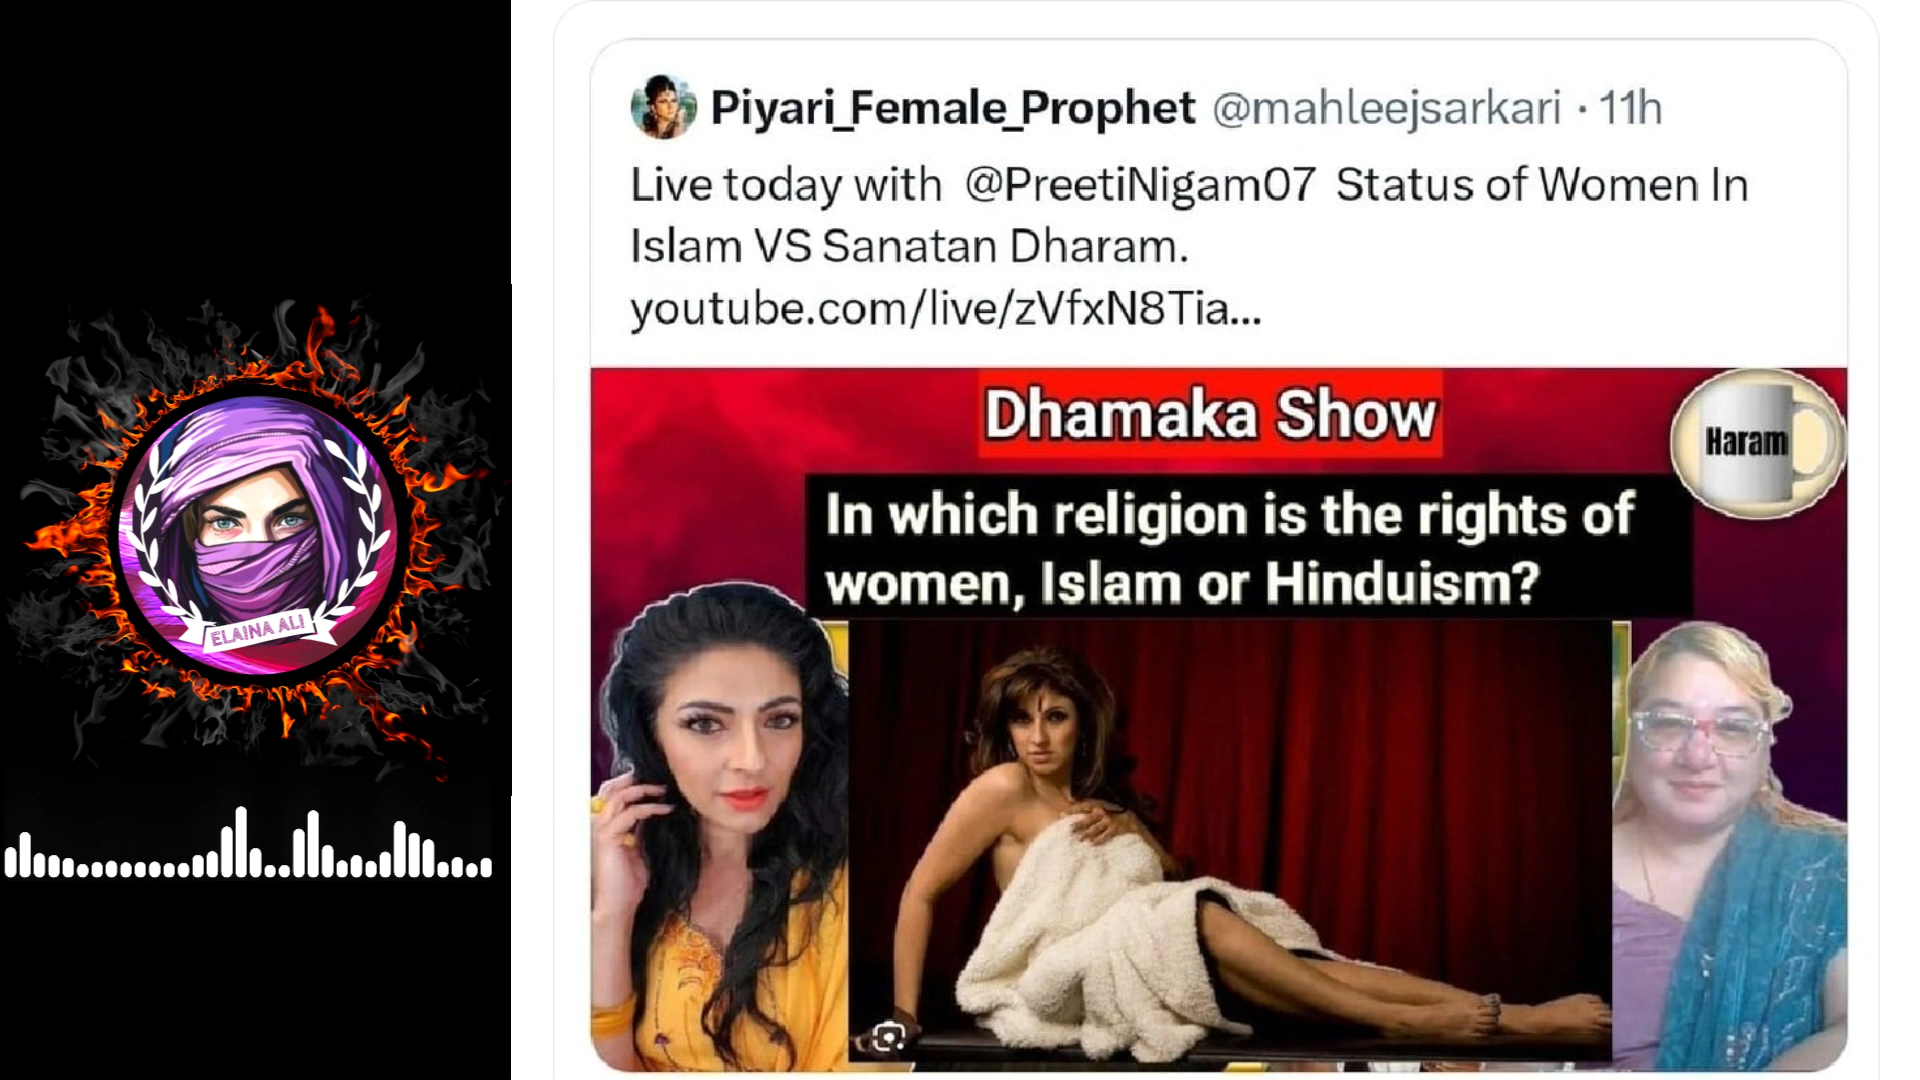 ELAINA ALI
Piyari_Female_Prophet @mahleejsarkari · 11h
Live today with @PreetiNigam07 Status of Women In
Islam VS Sanatan Dharam.
youtube.com/live/zVfxN8Tia...
Dhamaka Show
Haram
In which religion is the rights of
women, Islam or Hinduism?